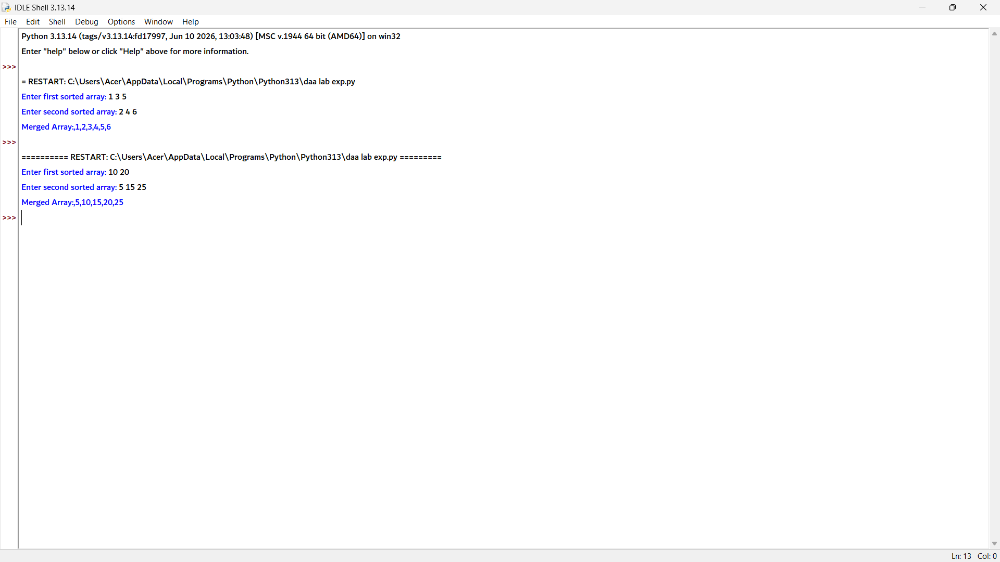 IDLE Shell 3.13.14
File Edit Shell Debug Options Window Help
Python 3.13.14 (tags/v3.13.14:fd17997, Jun 10 2026, 13:03:48) [MSC v.1944 64 bit (AMD64)] on win32
Enter "help" below or click "Help" above for more information.
>>>
= RESTART: C:\Users\Acer\AppData\Local\Programs\Python\Python313\daa lab exp.py
Enter first sorted array: 1 3 5
Enter second sorted array: 2 4 6
Merged Array:,1,2,3,4,5,6
>>>
========== RESTART: C:\Users\Acer\AppData\Local\Programs\Python\Python313\daa lab exp.py =========
Enter first sorted array: 10 20
Enter second sorted array: 5 15 25
Merged Array:,5,10,15,20,25
>>>
Ln: 13 Col: 0